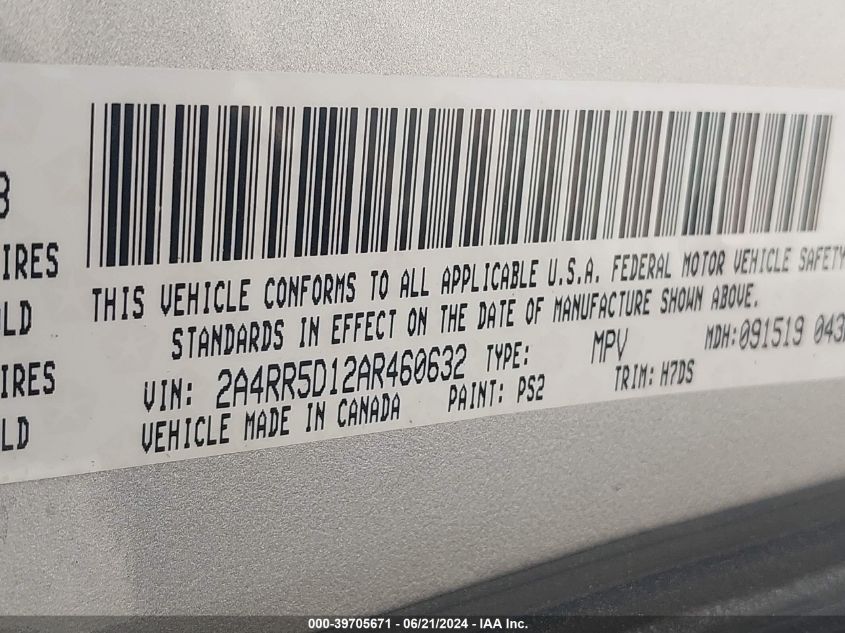 8
IRES
LD
IRES
LD
THIS VEHICLE CONFORMS TO ALL APPLICABLE U.S.A. FEDERAL MOTOR VEHICLE SAFETY
STANDARDS IN EFFECT ON THE DATE OF MANUFACTURE SHOWN ABOVE.
VIN: 2A4RR5D12AR460632 TYPE: MPV MDH:091519 043
VEHICLE MADE IN CANADA PAINT: PS2 TRIM: H7DS
000-39705671 - 06/21/2024 - IAA Inc.